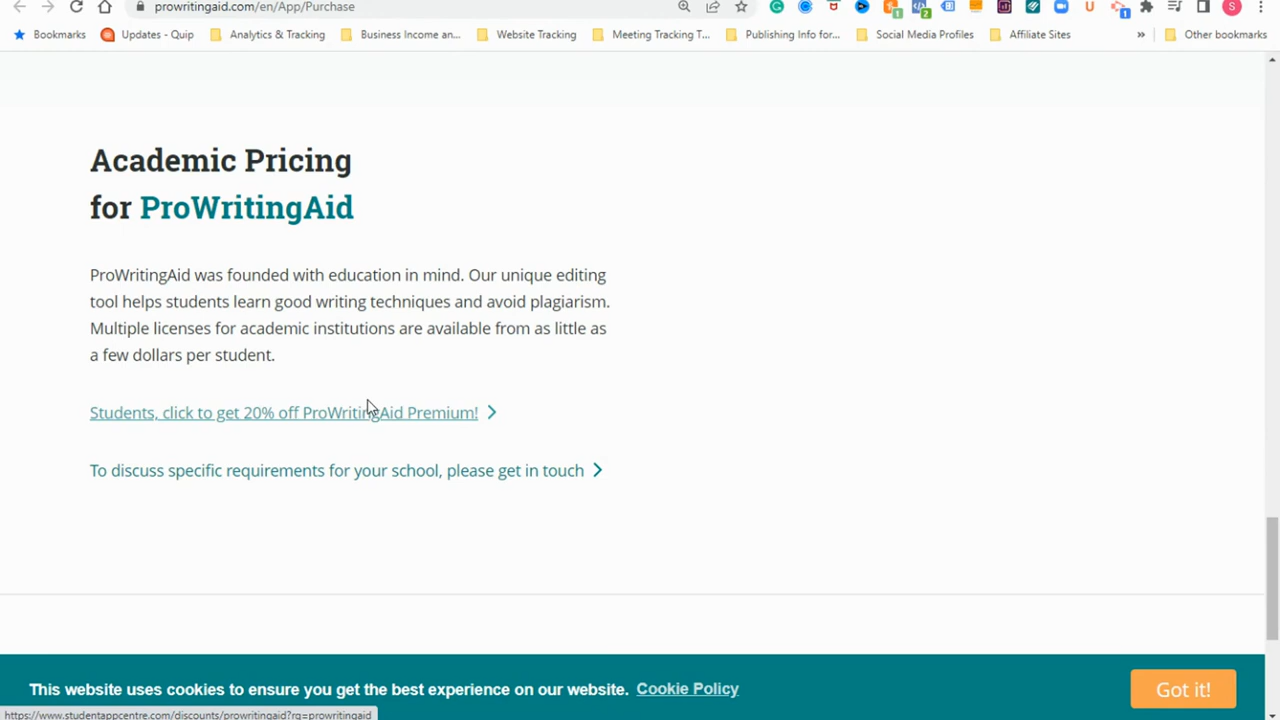 prowritingaid.com/en/App/Purchase
Bookmarks
Updates - Quip
Analytics & Tracking
Business Income an...
Website Tracking
Meeting Tracking T...
Publishing Info for...
Social Media Profiles
Affiliate Sites
»
Other bookmarks
Academic Pricing
for ProWritingAid
ProWritingAid was founded with education in mind. Our unique editing
tool helps students learn good writing techniques and avoid plagiarism.
Multiple licenses for academic institutions are available from as little as
a few dollars per student.
Students, click to get 20% off ProWritingAid Premium!
To discuss specific requirements for your school, please get in touch
This website uses cookies to ensure you get the best experience on our website. Cookie Policy
Got it!
https://www.studentappcentre.com/discounts/prowritingaid?rq=prowritingaid